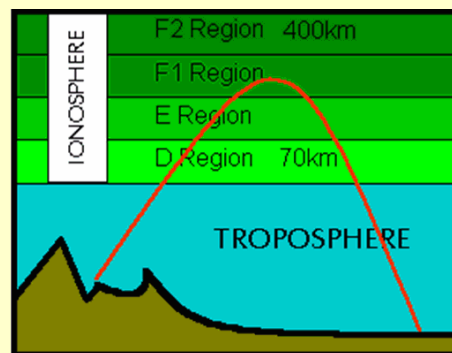 F2 Region 400km
F1 Region
E Region
D Region 70km
IONOSPHERE
TROPOSPHERE